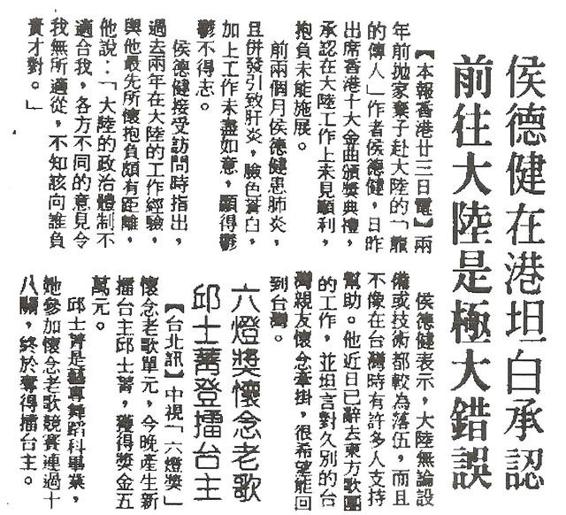 侯德健在港坦白承認
前往大陸是極大錯誤
【本報香港廿三日電】兩
年前拋家棄子赴大陸的「龍
的傳人」作者侯德健，日昨
出席香港十大金曲頒獎典禮，
承認在大陸工作上未見順利，
抱負未能施展。
前兩個月侯德健患肺炎，
且併發引致肝炎，臉色蒼白，
加上工作未盡如意，顯得鬱
鬱不得志。
侯德健接受訪問時指出，
過去兩年在大陸的工作經驗，
與他最先所懷抱負頗有距離，
他說：「大陸的政治體制不
適合我，各方不同的意見令
我無所適從，不知該向誰負
責才對。」
侯德健表示，大陸無論設
備或技術都較為落伍，而且
不像在台灣時有許多人支持
幫助。他近日已辭去東方歌團
的工作，並坦言對久別的台
灣親友懷念牽掛，很希望能回
到台灣。
六燈獎懷念老歌
邱士菁登擂台主
【台北訊】中視「六燈獎」
懷念老歌單元，今晚產生新
擂台主邱士菁，獲得獎金五
萬元。
邱士菁是藝專舞蹈科畢業，
她參加懷念老歌競賽連過十
八關，終於奪得擂台主。